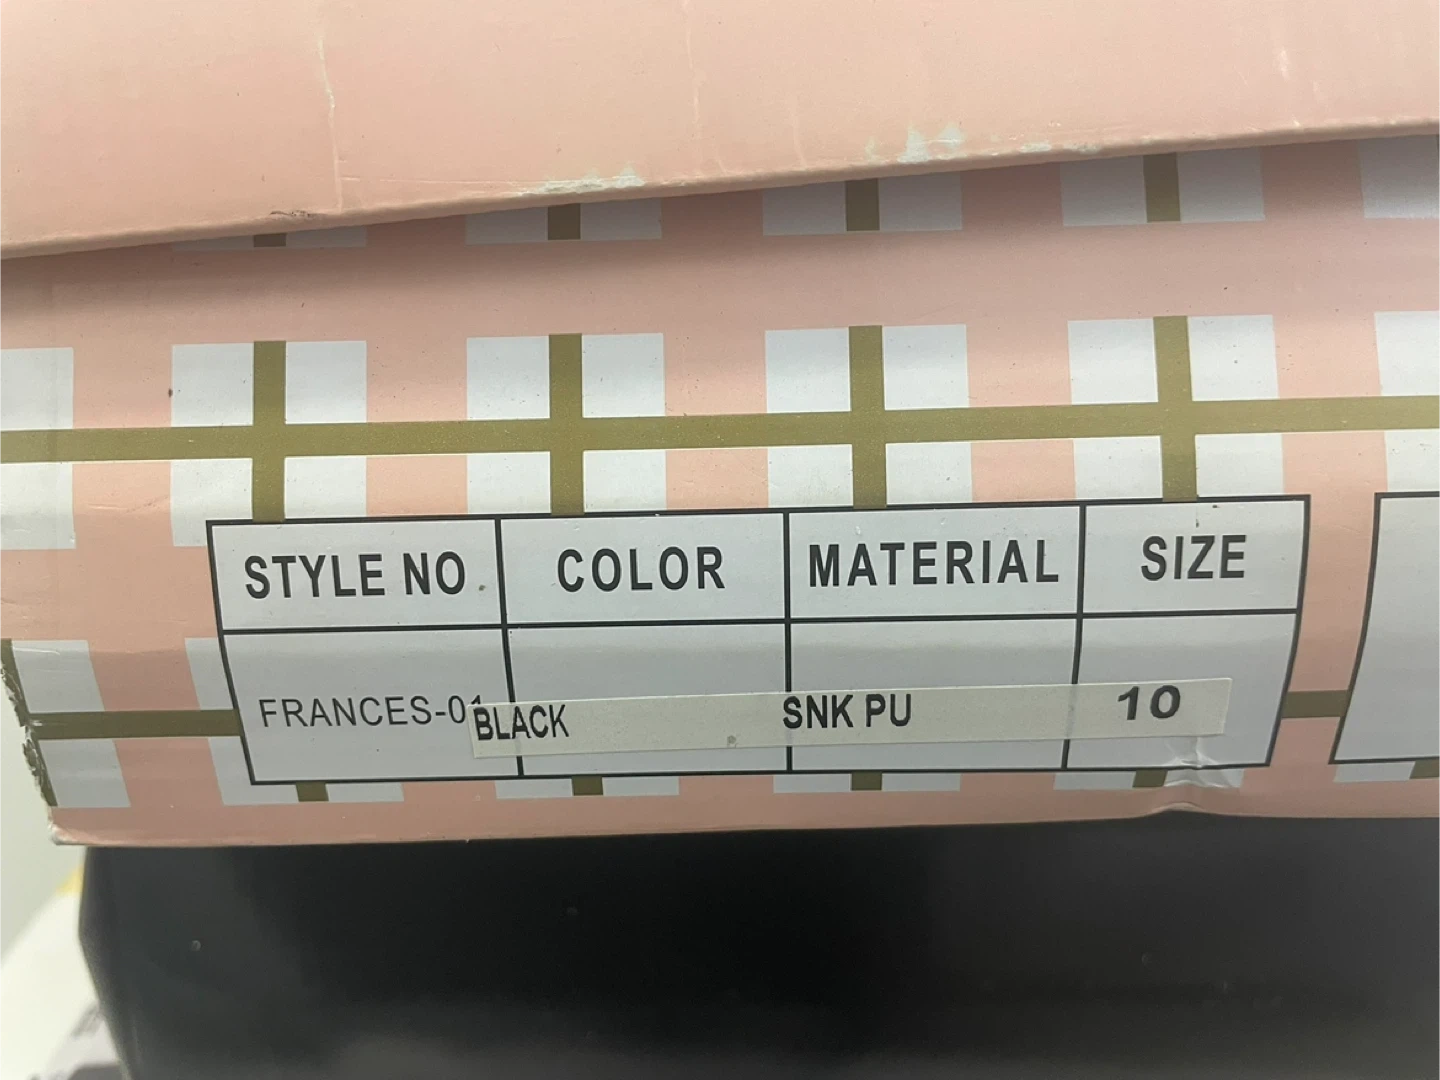 STYLE NO COLOR MATERIAL SIZE
FRANCES-01 BLACK SNK PU 10